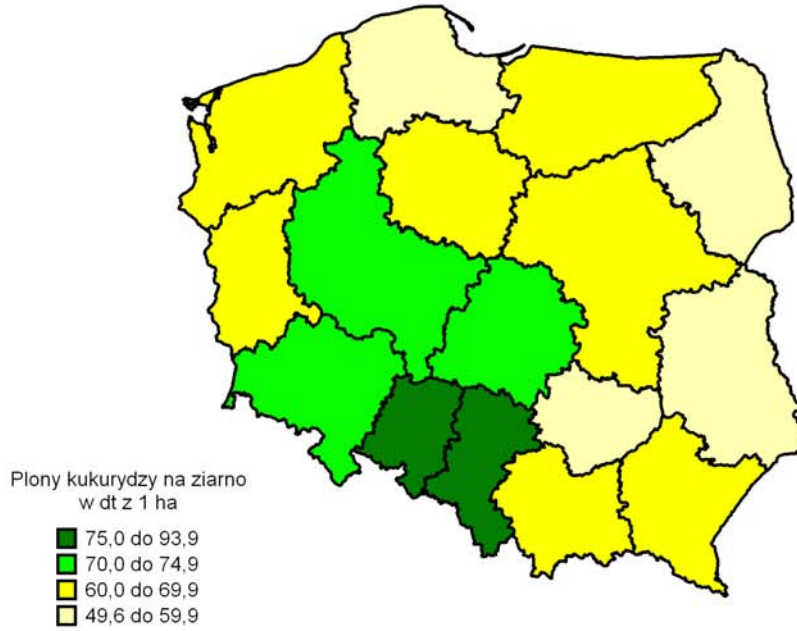 Plony kukurydzy na ziarno
w dt z 1 ha
75,0 do 93,9
70,0 do 74,9
60,0 do 69,9
49,6 do 59,9